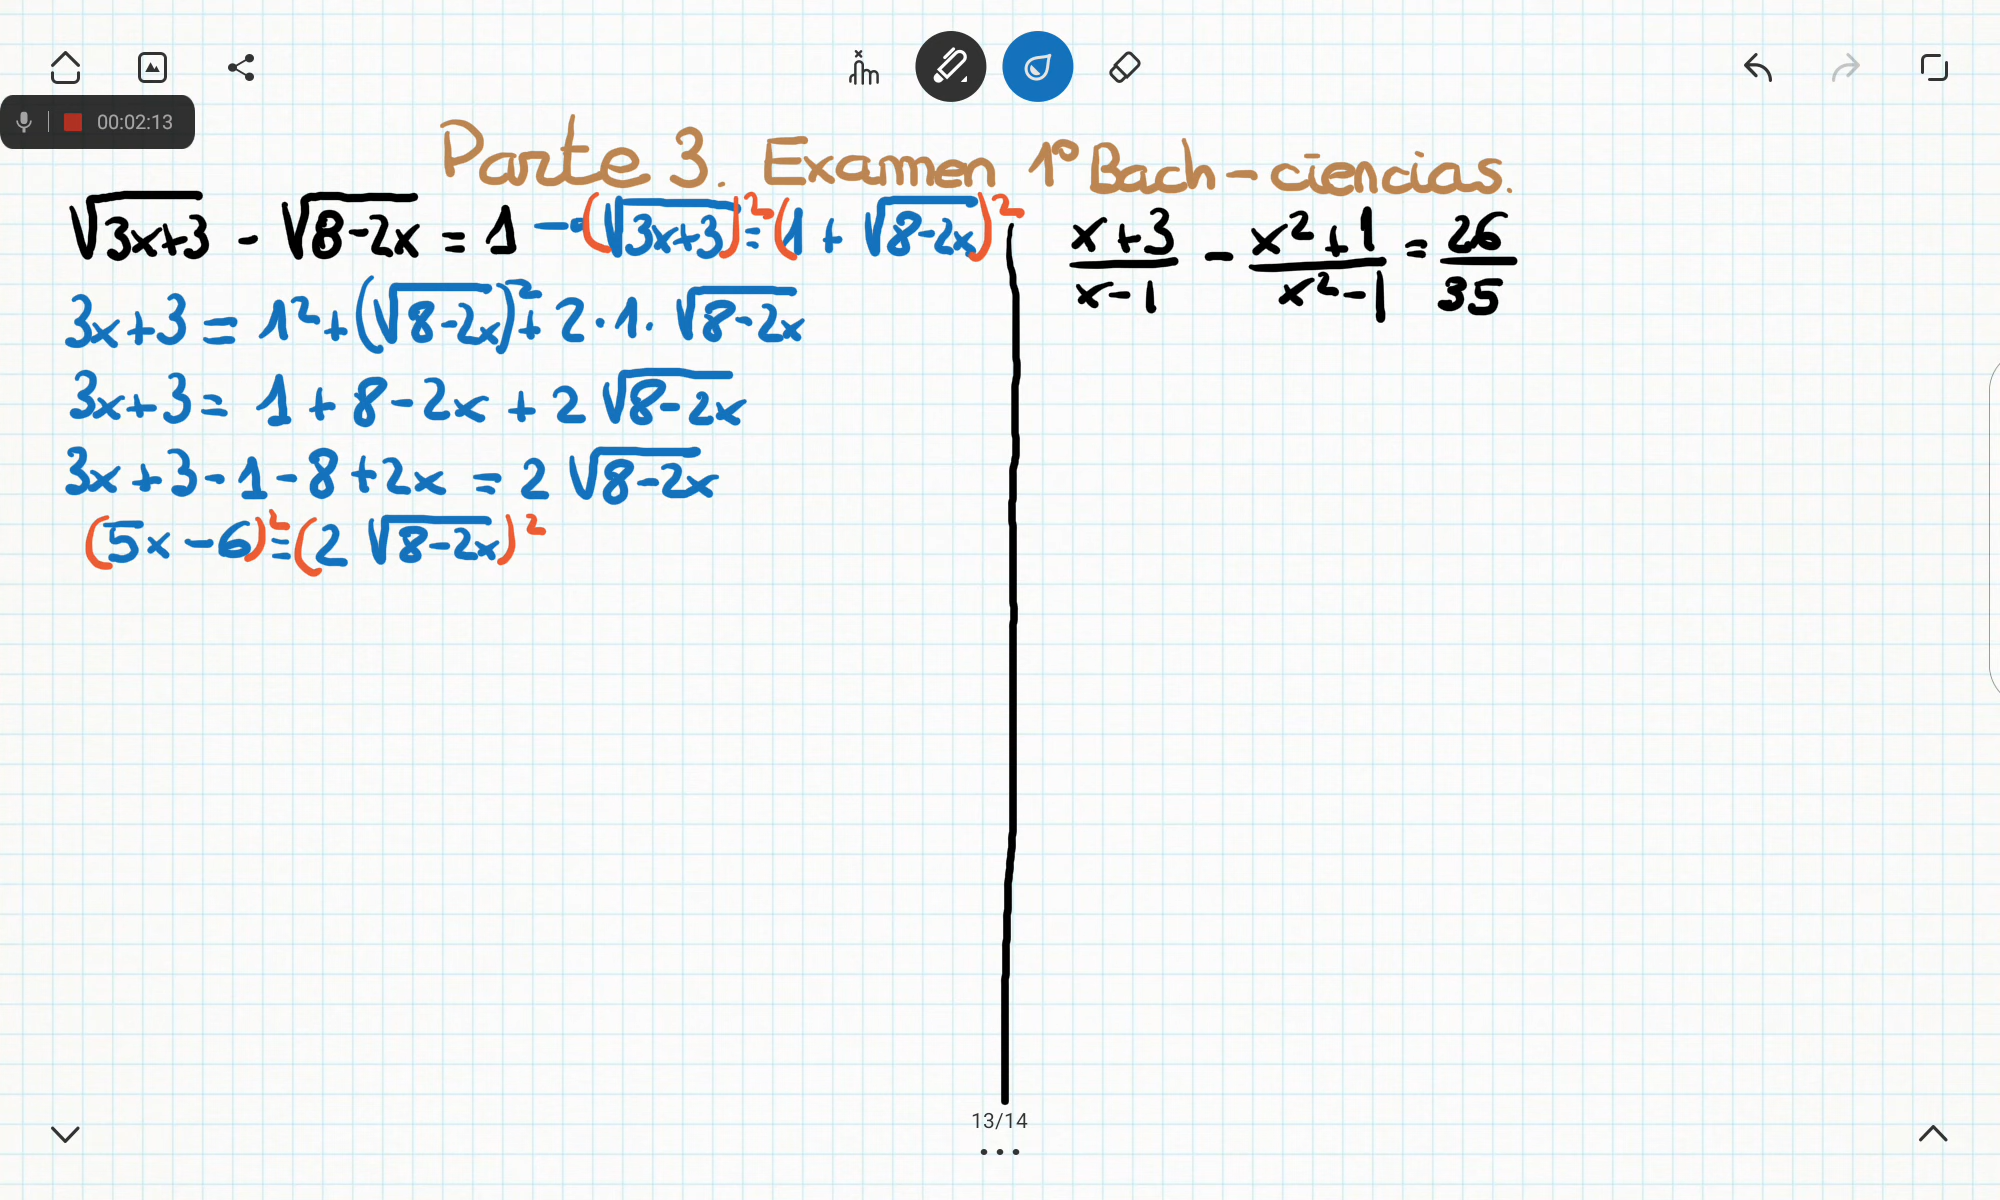 00:02:13
Parte 3. Examen 1º Bach-ciencias.
√(3x+3) - √(8-2x) = 1 → (√(3x+3))² = (1 + √(8-2x))²
3x+3 = 1² + (√(8-2x))² + 2·1·√(8-2x)
3x+3 = 1 + 8 - 2x + 2 √(8-2x)
3x+3-1-8+2x = 2 √(8-2x)
(5x-6)² = (2 √(8-2x))²
(x+3)/(x-1) - (x²+1)/(x²-1) = 26/35
13/14